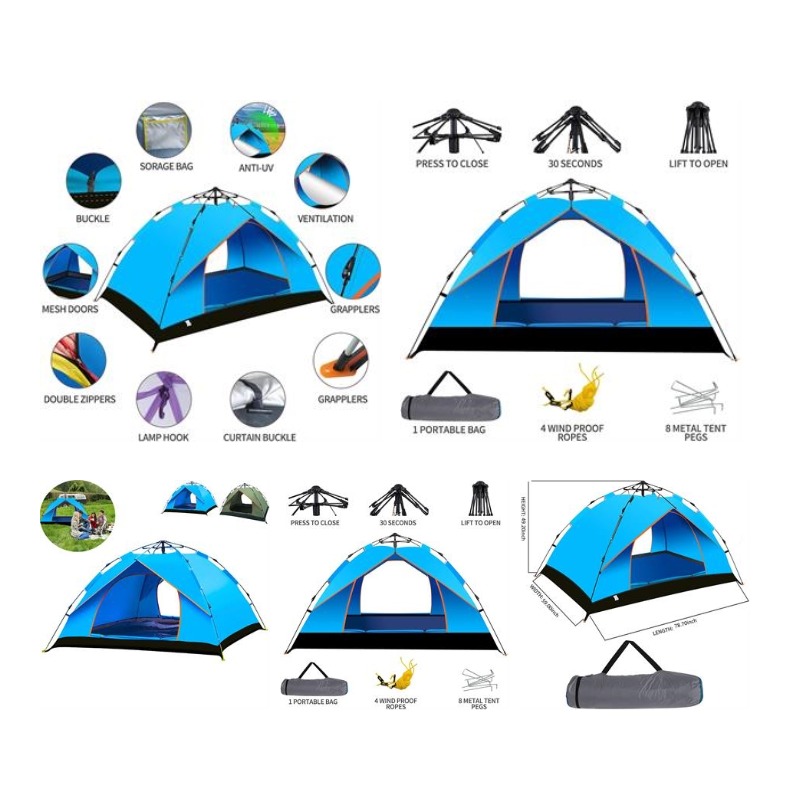 SORAGE BAG
ANTI-UV
BUCKLE
VENTILATION
MESH DOORS
GRAPPLERS
DOUBLE ZIPPERS
GRAPPLERS
LAMP HOOK
CURTAIN BUCKLE
PRESS TO CLOSE
30 SECONDS
LIFT TO OPEN
1 PORTABLE BAG
4 WIND PROOF
ROPES
8 METAL TENT
PEGS
PRESS TO CLOSE
30 SECONDS
LIFT TO OPEN
1 PORTABLE BAG
4 WIND PROOF
ROPES
8 METAL TENT
PEGS
WIDTH: 59.00inch
LENGTH: 78.70inch